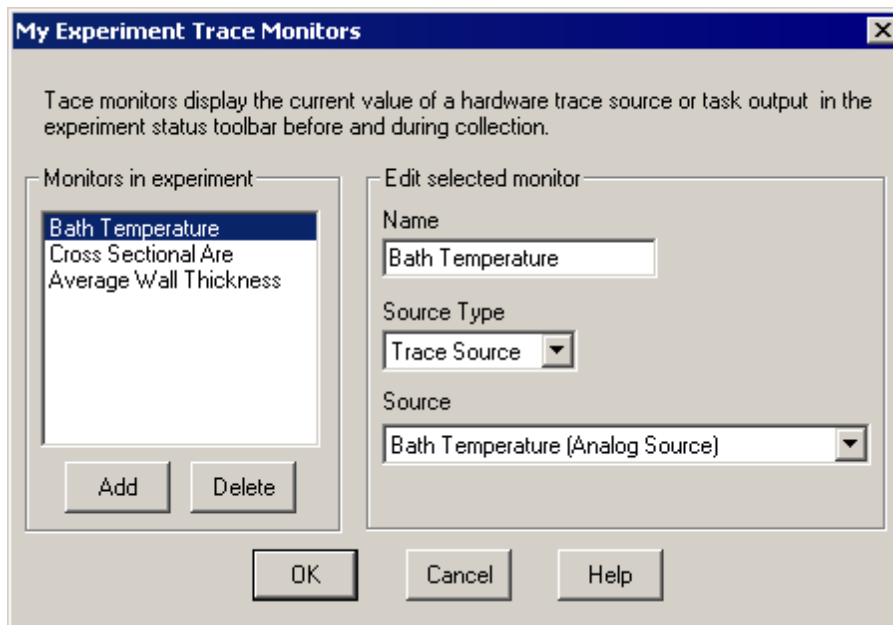 My Experiment Trace Monitors
Tace monitors display the current value of a hardware trace source or task output in the
experiment status toolbar before and during collection.
Monitors in experiment
Bath Temperature
Cross Sectional Are
Average Wall Thickness
Add
Delete
Edit selected monitor
Name
Bath Temperature
Source Type
Trace Source
Source
Bath Temperature (Analog Source)
OK
Cancel
Help